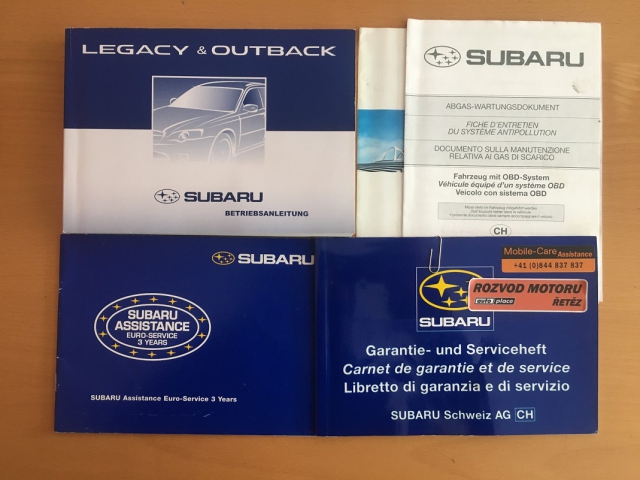 LEGACY & OUTBACK
SUBARU
BETRIEBSANLEITUNG
SUBARU
ABGAS-WARTUNGSDOKUMENT
FICHE D'ENTRETIEN
DU SYSTÈME ANTIPOLLUTION
DOCUMENTO SULLA MANUTENZIONE
RELATIVA AI GAS DI SCARICO
Fahrzeug mit OBD-System
Véhicule équipé d'un système OBD
Veicolo con sistema OBD
CH
SUBARU
SUBARU
ASSISTANCE
EURO-SERVICE
3 YEARS
SUBARU Assistance Euro-Service 3 Years
Mobile-Care Assistance
+41 (0)844 837 837
ROZVOD MOTORU
auto place
ŘETĚZ
SUBARU
Garantie- und Serviceheft
Carnet de garantie et de service
Libretto di garanzia e di servizio
SUBARU Schweiz AG CH